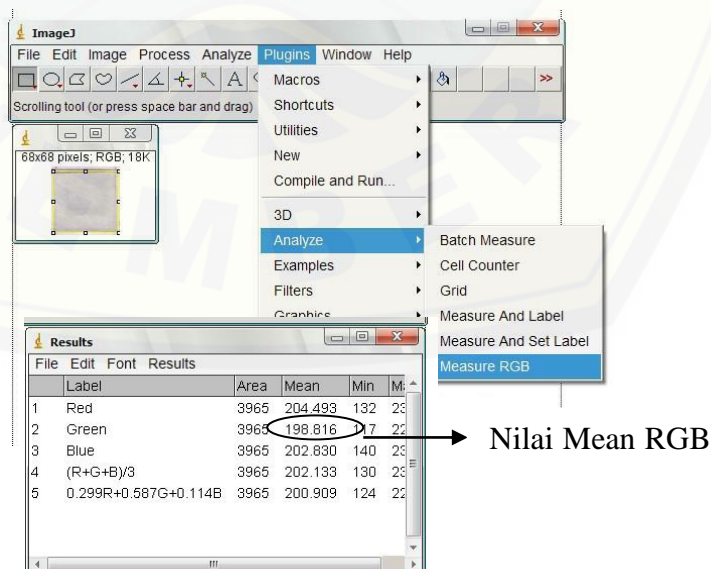 ImageJ
File Edit Image Process Analyze Plugins Window Help
A
>>
Scrolling tool (or press space bar and drag)
Macros
Shortcuts
Utilities
New
Compile and Run...
3D
Analyze
Examples
Filters
Graphics
68x68 pixels; RGB; 18K
Batch Measure
Cell Counter
Grid
Measure And Label
Measure And Set Label
Measure RGB
Results
File Edit Font Results
Label Area Mean Min
1 Red 3965 204.493 132
2 Green 3965 198.816 117
3 Blue 3965 202.830 140
4 (R+G+B)/3 3965 202.133 130
5 0.299R+0.587G+0.114B 3965 200.909 124
Nilai Mean RGB